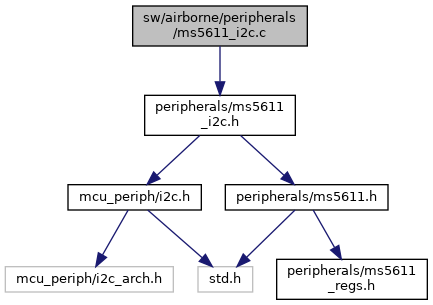 sw/airborne/peripherals
/ms5611_i2c.c
peripherals/ms5611
_i2c.h
mcu_periph/i2c.h
peripherals/ms5611.h
mcu_periph/i2c_arch.h
std.h
peripherals/ms5611
_regs.h